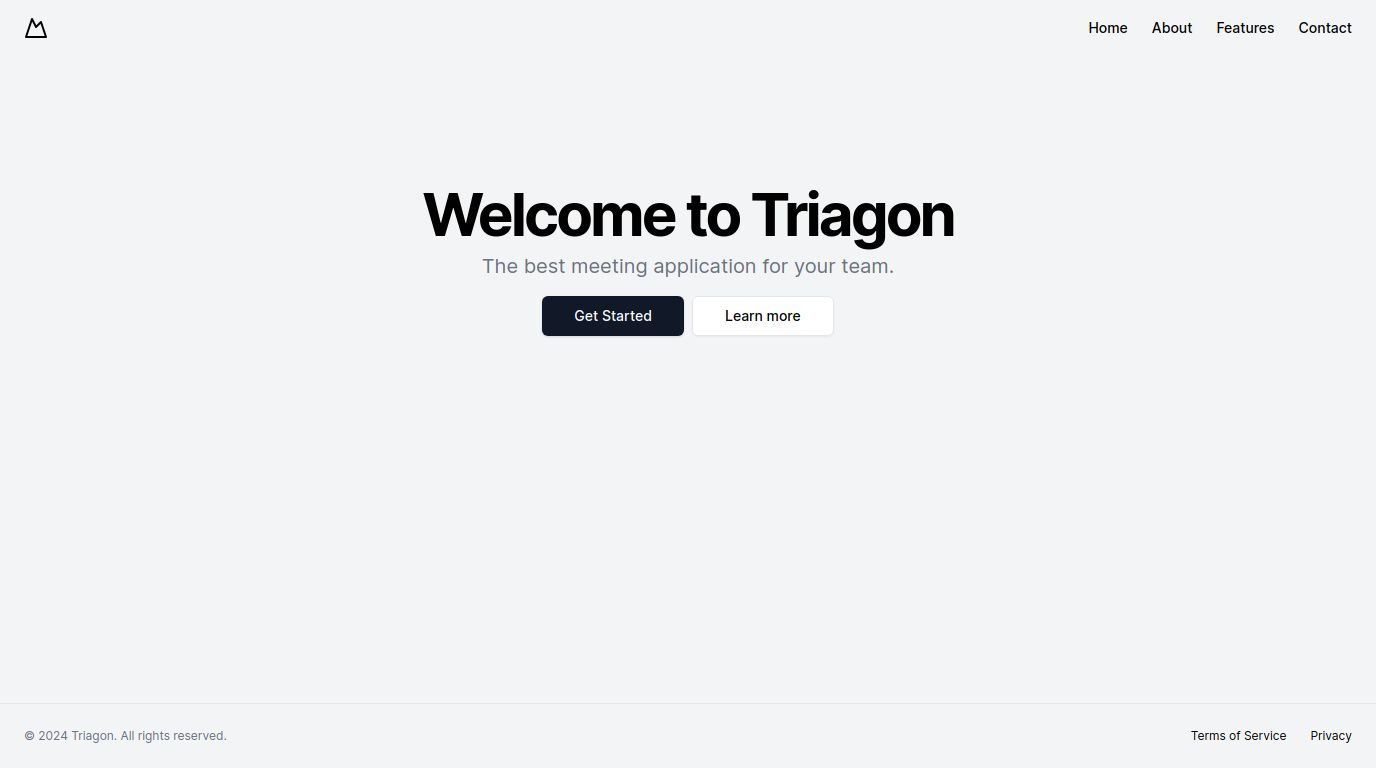 Home About Features Contact
Welcome to Triagon
The best meeting application for your team.
Get Started Learn more
© 2024 Triagon. All rights reserved. Terms of Service Privacy